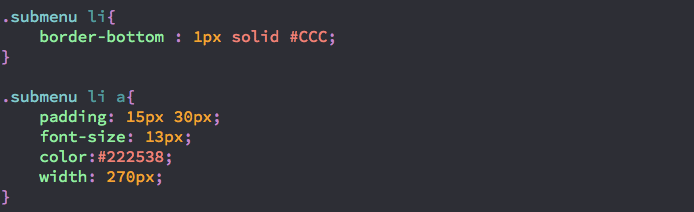 .submenu li{
    border-bottom : 1px solid #CCC;
}

.submenu li a{
    padding: 15px 30px;
    font-size: 13px;
    color:#222538;
    width: 270px;
}